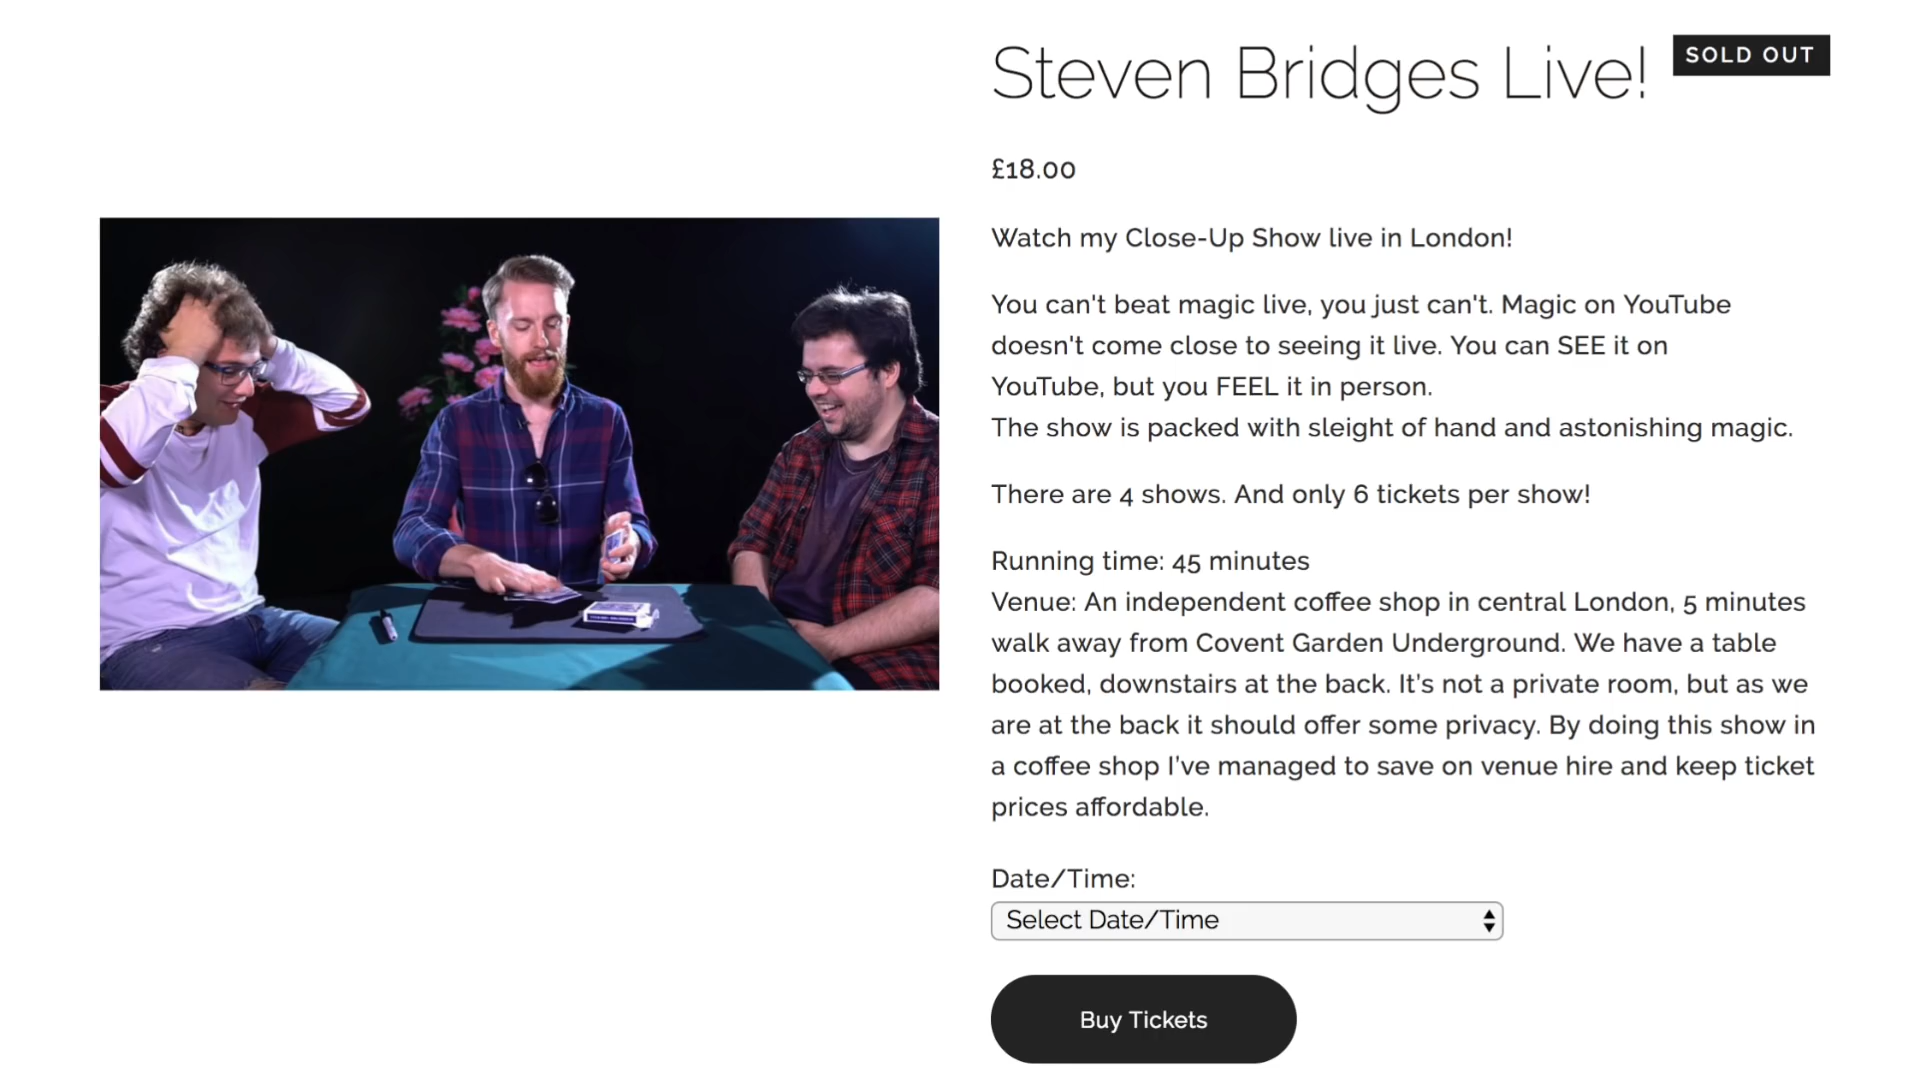 Steven Bridges Live!
SOLD OUT
£18.00
Watch my Close-Up Show live in London!
You can't beat magic live, you just can't. Magic on YouTube
doesn't come close to seeing it live. You can SEE it on
YouTube, but you FEEL it in person.
The show is packed with sleight of hand and astonishing magic.
There are 4 shows. And only 6 tickets per show!
Running time: 45 minutes
Venue: An independent coffee shop in central London, 5 minutes
walk away from Covent Garden Underground. We have a table
booked, downstairs at the back. It’s not a private room, but as we
are at the back it should offer some privacy. By doing this show in
a coffee shop I’ve managed to save on venue hire and keep ticket
prices affordable.
Date/Time:
Select Date/Time
Buy Tickets